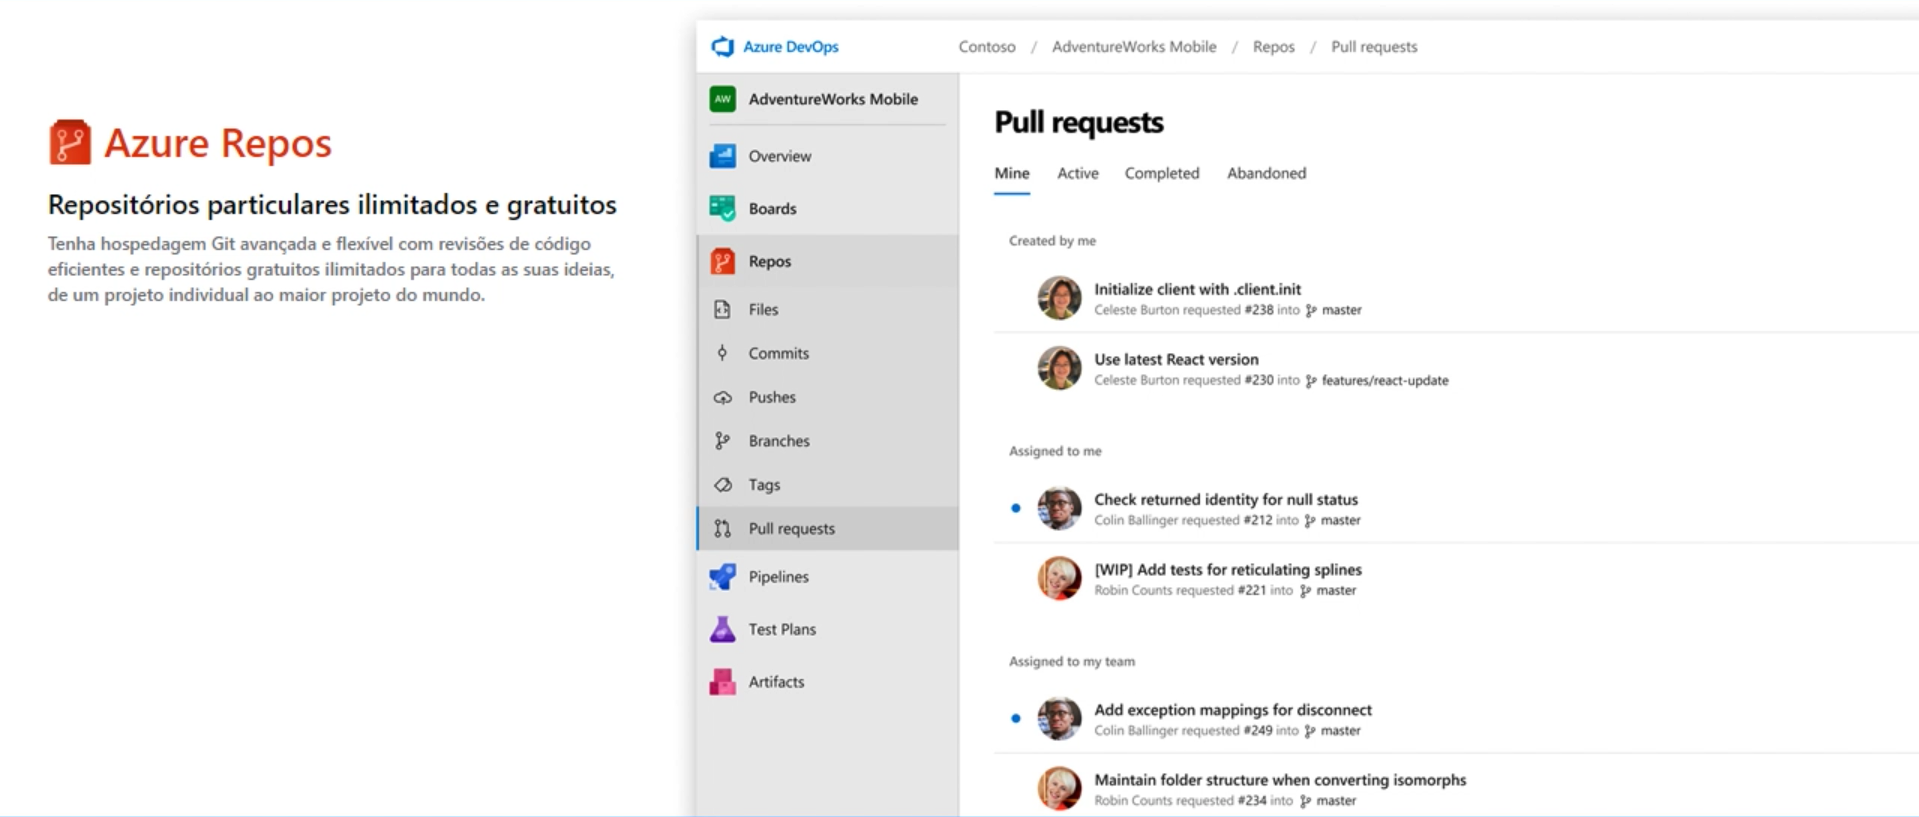 Azure Repos
Repositórios particulares ilimitados e gratuitos
Tenha hospedagem Git avançada e flexível com revisões de código
eficientes e repositórios gratuitos ilimitados para todas as suas ideias,
de um projeto individual ao maior projeto do mundo.
Azure DevOps
Contoso / AdventureWorks Mobile / Repos / Pull requests
AW AdventureWorks Mobile
Overview
Boards
Repos
Files
Commits
Pushes
Branches
Tags
Pull requests
Pipelines
Test Plans
Artifacts
Pull requests
Mine Active Completed Abandoned
Created by me
Initialize client with .client.init
Celeste Burton requested #238 into master
Use latest React version
Celeste Burton requested #230 into features/react-update
Assigned to me
Check returned identity for null status
Colin Ballinger requested #212 into master
[WIP] Add tests for reticulating splines
Robin Counts requested #221 into master
Assigned to my team
Add exception mappings for disconnect
Colin Ballinger requested #249 into master
Maintain folder structure when converting isomorphs
Robin Counts requested #234 into master